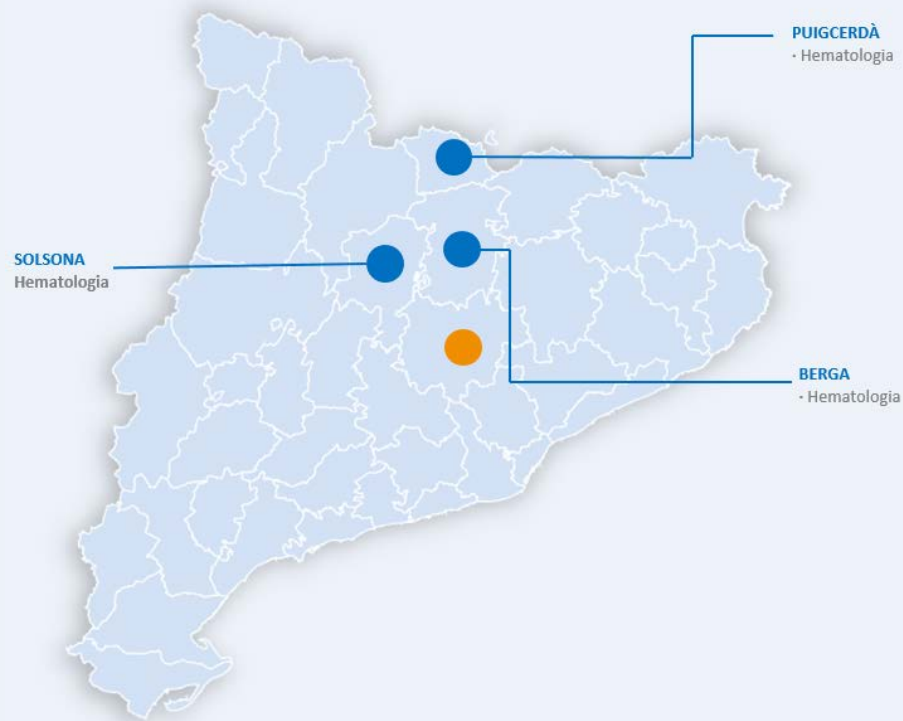 PUIGCERDÀ
· Hematologia
SOLSONA
Hematologia
BERGA
· Hematologia